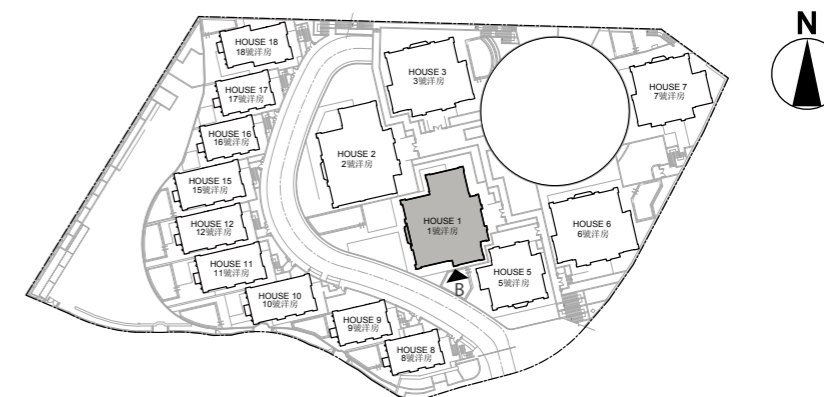 N
HOUSE 18
18號洋房
HOUSE 17
17號洋房
HOUSE 16
16號洋房
HOUSE 15
15號洋房
HOUSE 12
12號洋房
HOUSE 11
11號洋房
HOUSE 10
10號洋房
HOUSE 9
9號洋房
HOUSE 8
8號洋房
HOUSE 3
3號洋房
HOUSE 2
2號洋房
HOUSE 1
1號洋房
B
HOUSE 5
5號洋房
HOUSE 6
6號洋房
HOUSE 7
7號洋房